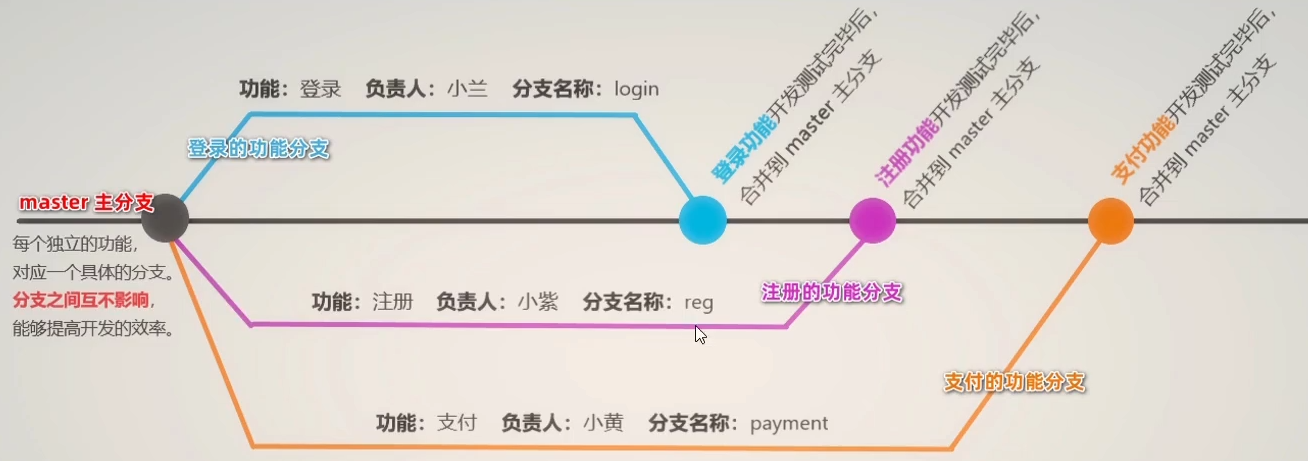 功能：登录 负责人：小兰 分支名称：login
登录的功能分支
master 主分支
每个独立的功能，
对应一个具体的分支。
分支之间互不影响，
能够提高开发的效率。
登录功能开发测试完毕后，
合并到 master 主分支
注册功能开发测试完毕后，
合并到 master 主分支
支付功能开发测试完毕后，
合并到 master 主分支
功能：注册 负责人：小紫 分支名称：reg
注册的功能分支
支付的功能分支
功能：支付 负责人：小黄 分支名称：payment